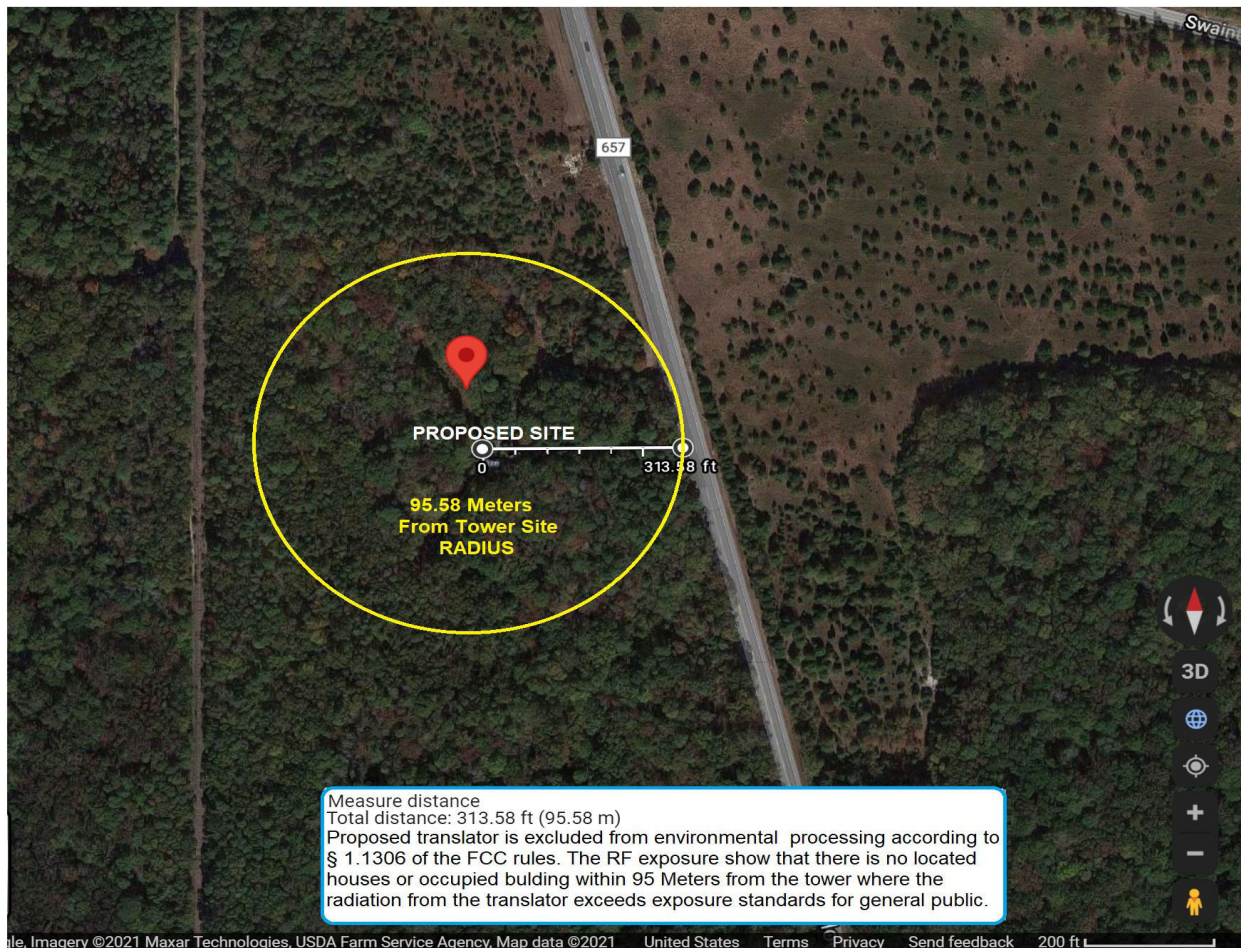 Swain
657
PROPOSED SITE
0
313.58 ft
95.58 Meters
From Tower Site
RADIUS
3D
Measure distance
Total distance: 313.58 ft (95.58 m)
Proposed translator is excluded from environmental processing according to
§ 1.1306 of the FCC rules. The RF exposure show that there is no located
houses or occupied bulding within 95 Meters from the tower where the
radiation from the translator exceeds exposure standards for general public.
gle, Imagery ©2021 Maxar Technologies, USDA Farm Service Agency, Map data ©2021 United States Terms Privacy Send feedback 200 ft